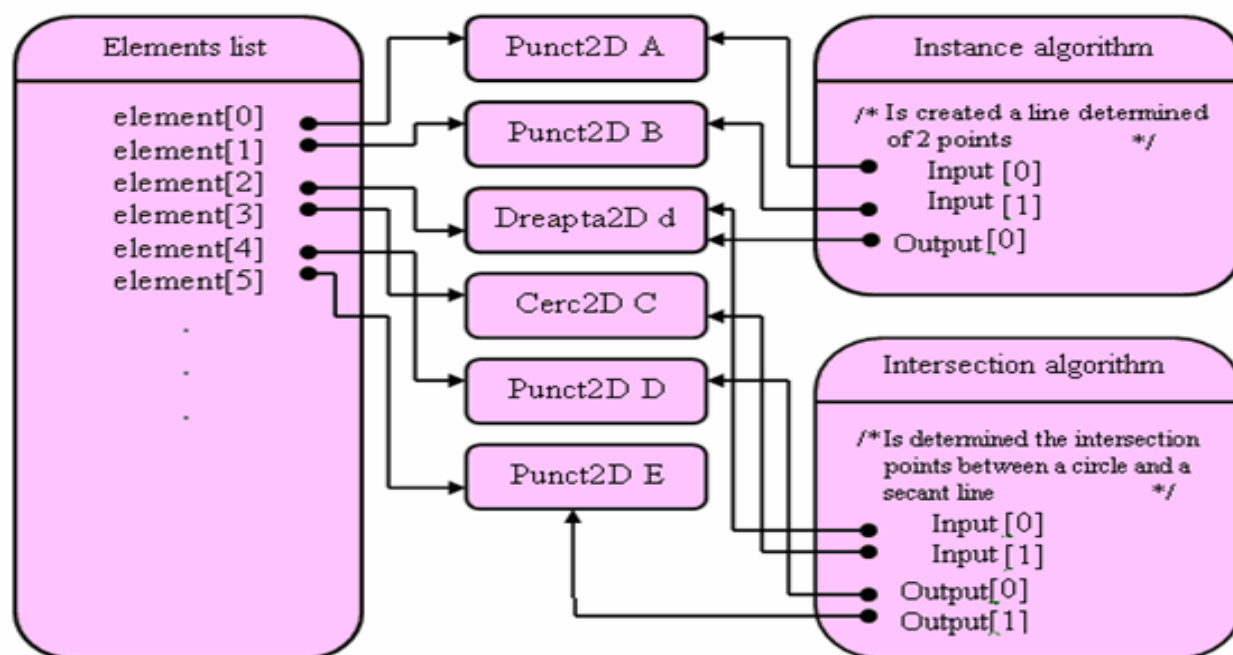 Elements list
element[0]
element[1]
element[2]
element[3]
element[4]
element[5]
.
.
.
Punct2D A
Punct2D B
Dreapta2D d
Cerc2D C
Punct2D D
Punct2D E
Instance algorithm
/* Is created a line determined
of 2 points */
Input [0]
Input [1]
Output[0]
Intersection algorithm
/*Is determined the intersection
points between a circle and a
secant line */
Input [0]
Input [1]
Output[0]
Output[1]